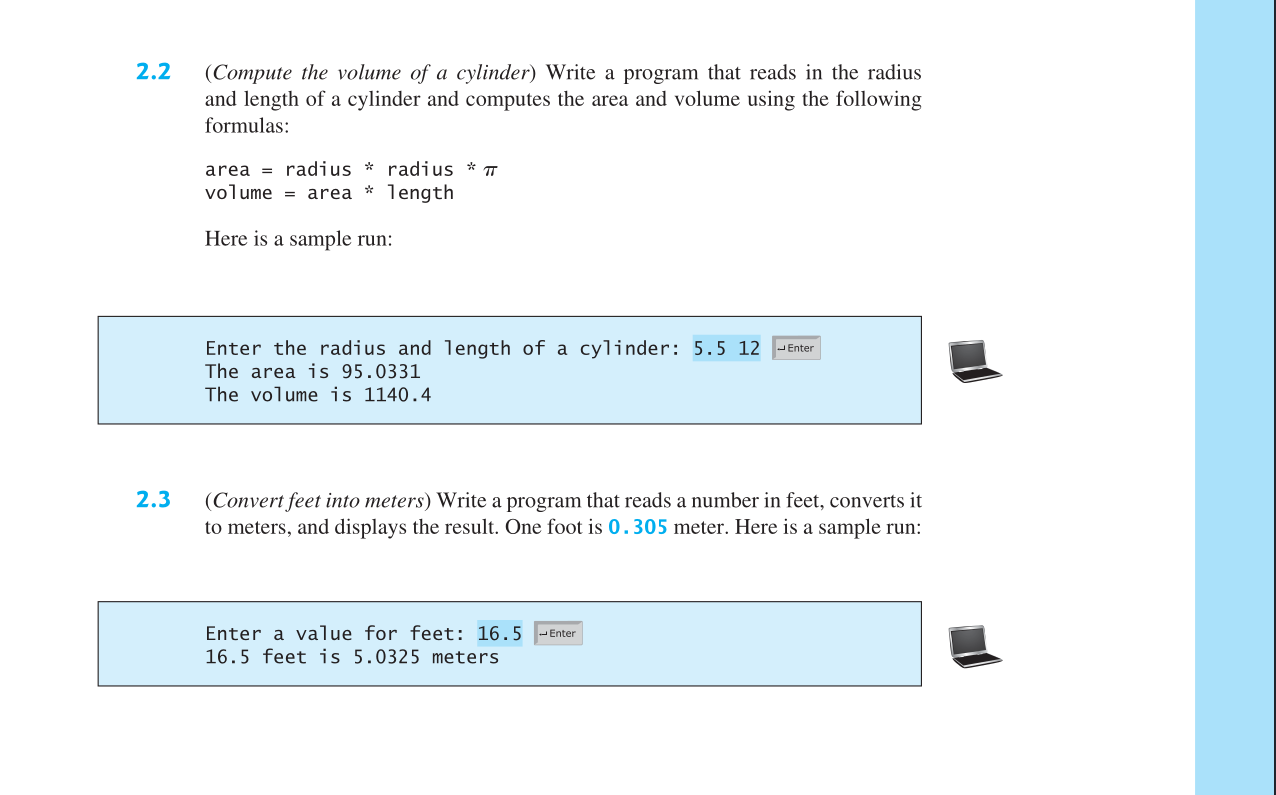 2.2 (Compute the volume of a cylinder) Write a program that reads in the radius
and length of a cylinder and computes the area and volume using the following
formulas:
area = radius * radius * π
volume = area * length
Here is a sample run:
Enter the radius and length of a cylinder: 5.5 12 ↵Enter
The area is 95.0331
The volume is 1140.4
2.3 (Convert feet into meters) Write a program that reads a number in feet, converts it
to meters, and displays the result. One foot is 0.305 meter. Here is a sample run:
Enter a value for feet: 16.5 ↵Enter
16.5 feet is 5.0325 meters